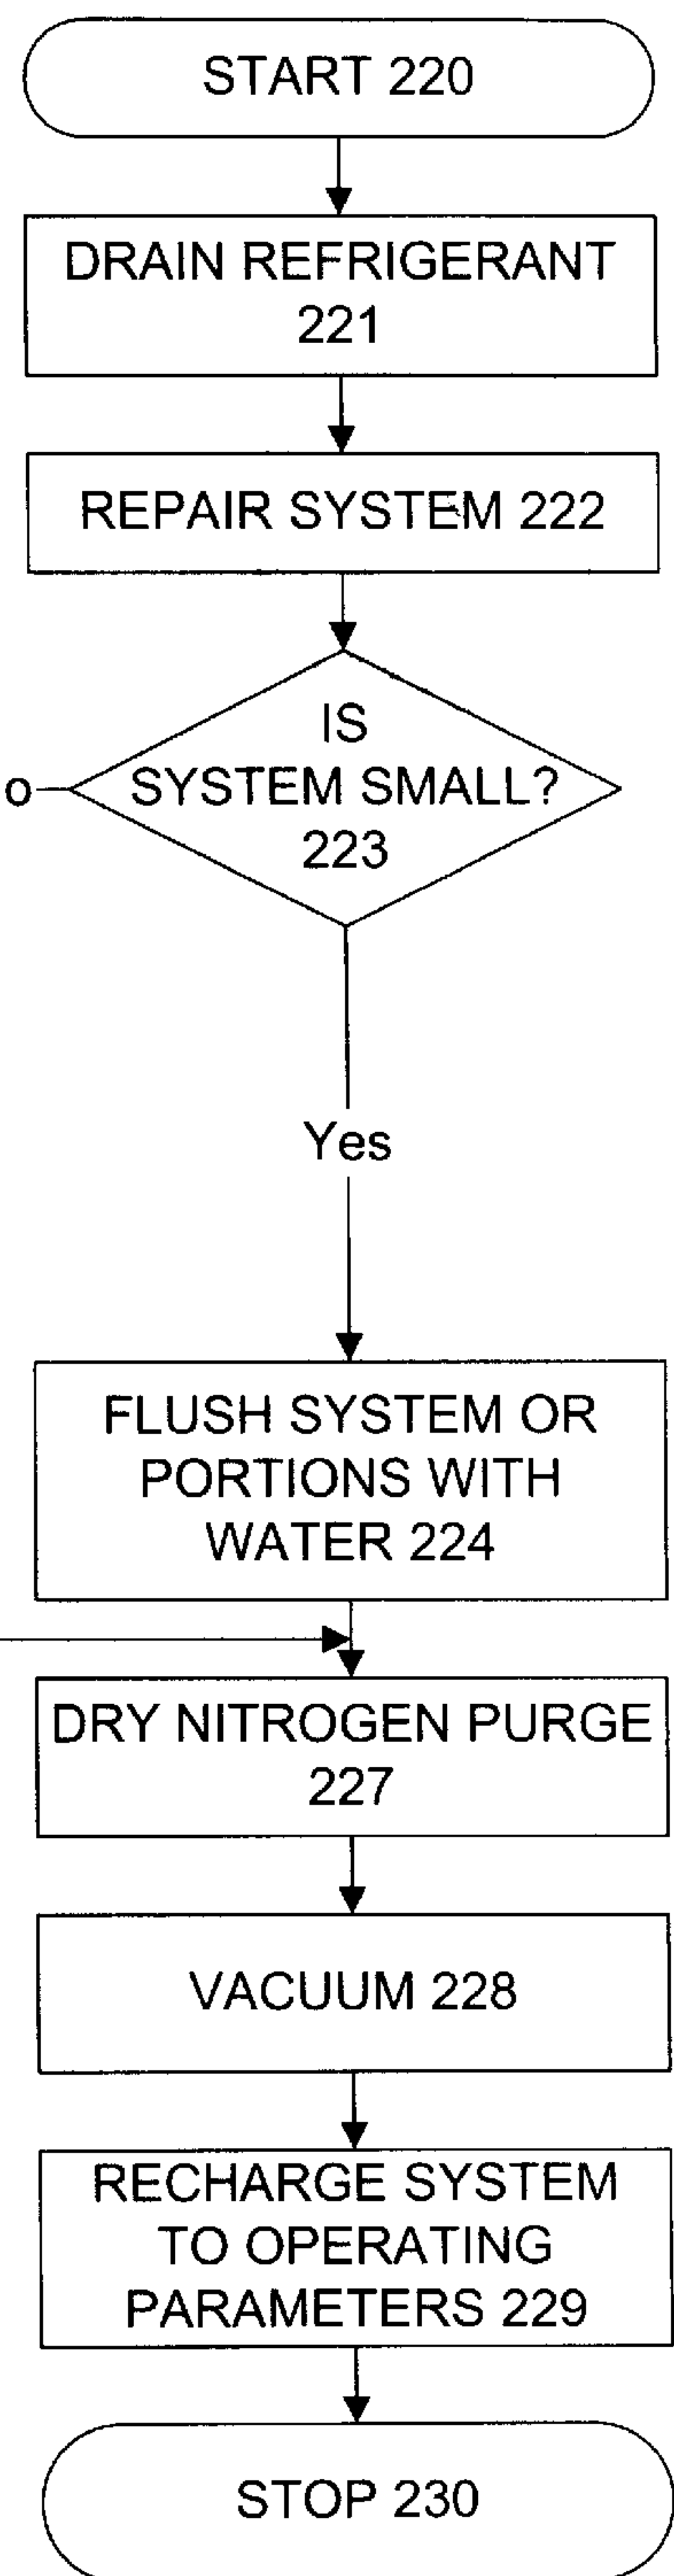 START 220
DRAIN REFRIGERANT
221
REPAIR SYSTEM 222
IS
SYSTEM SMALL?
223
o
Yes
FLUSH SYSTEM OR
PORTIONS WITH
WATER 224
DRY NITROGEN PURGE
227
VACUUM 228
RECHARGE SYSTEM
TO OPERATING
PARAMETERS 229
STOP 230